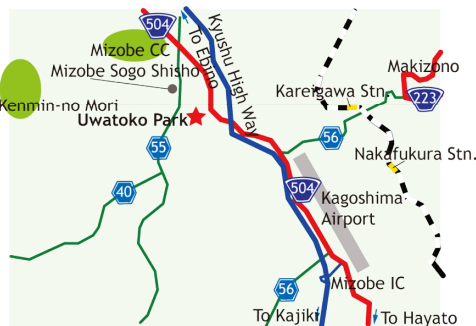 504
Mizobe CC
Mizobe Sogo Shisho
Kyushu High Way
To Ebino
Makizono
Kareigawa Stn.
223
Kenmin-no Mori
Uwatoko Park
56
55
Nakafukura Stn.
40
504
Kagoshima
Airport
56
Mizobe IC
To Kajiki
To Hayato